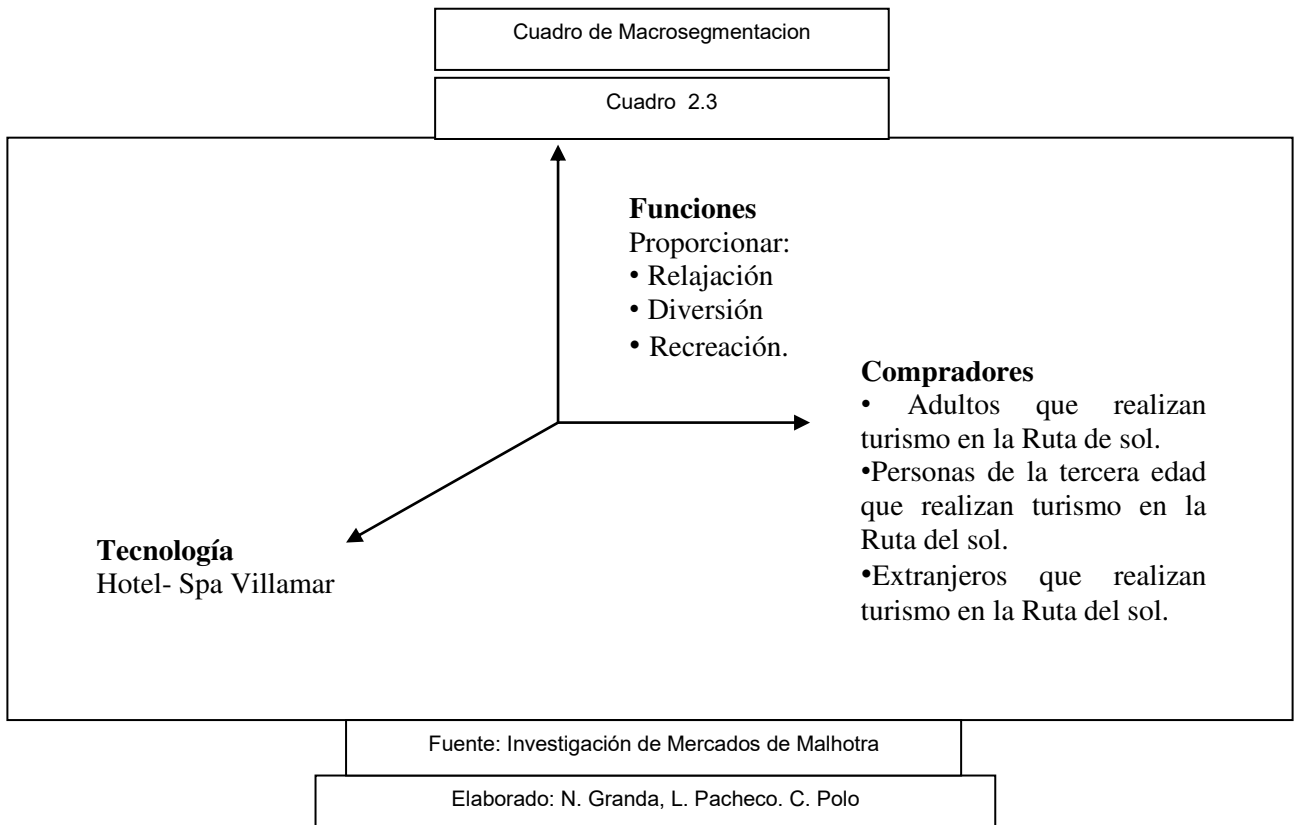 Cuadro de Macrosegmentacion
Cuadro 2.3
Funciones
Proporcionar:
• Relajación
• Diversión
• Recreación.
Compradores
• Adultos que realizan
turismo en la Ruta de sol.
•Personas de la tercera edad
que realizan turismo en la
Ruta del sol.
•Extranjeros que realizan
turismo en la Ruta del sol.
Tecnología
Hotel- Spa Villamar
Fuente: Investigación de Mercados de Malhotra
Elaborado: N. Granda, L. Pacheco. C. Polo